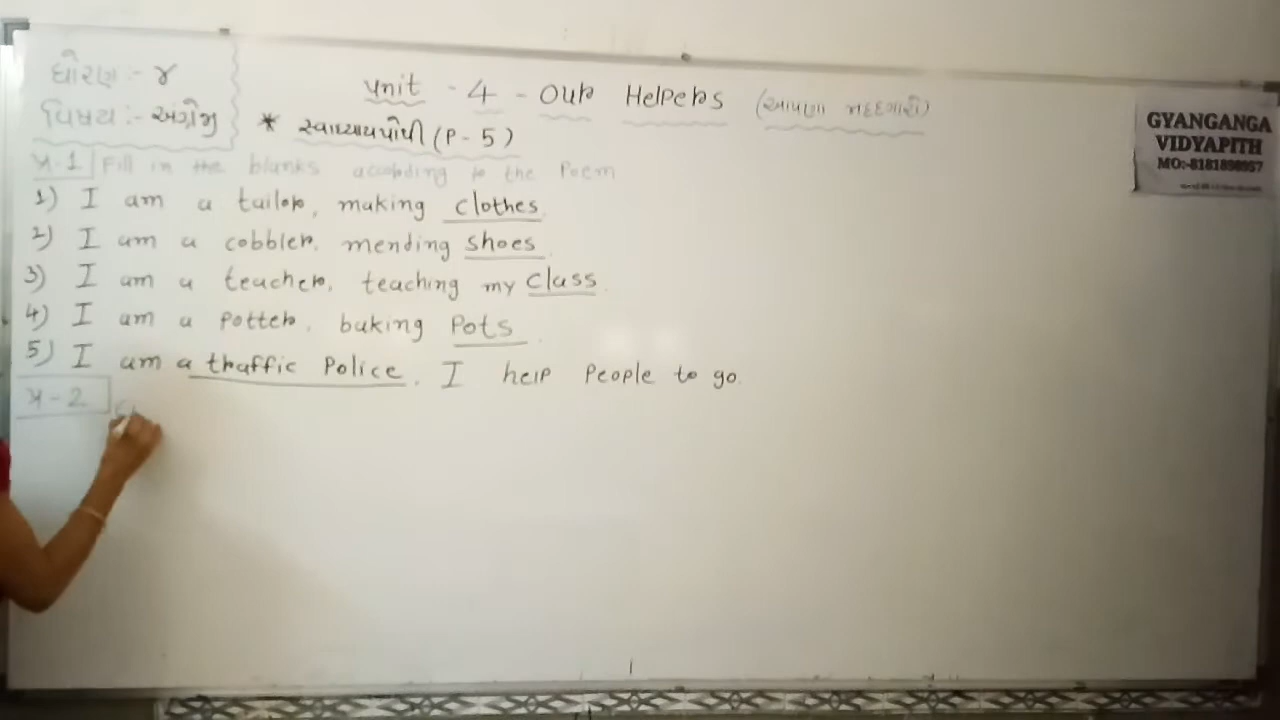 ધોરણ :- ૪
વિષય :- અંગ્રેજી
Unit - 4 - Our Helpers (આપણા મદદગારો)
* સ્વાધ્યાયપોથી (P - 5)
પ્ર-1 Fill in the blanks according to the Poem
1) I am a tailor, making clothes.
2) I am a cobbler, mending shoes.
3) I am a teacher, teaching my class.
4) I am a potter, baking Pots.
5) I am a traffic Police. I help People to go.
પ્ર-2
GYANGANGA
VIDYAPITH